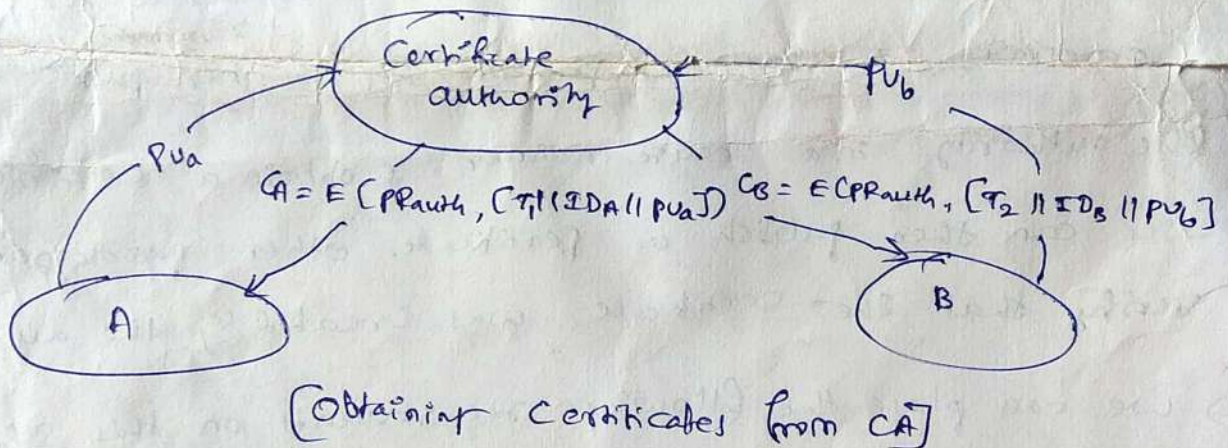 Certificate
authority
PUb
PUa
CA = E [PRauth, [T1 || IDA || PUa]]
CB = E [PRauth, [T2 || IDB || PUb]
A
B
[Obtaining Certificates from CA]